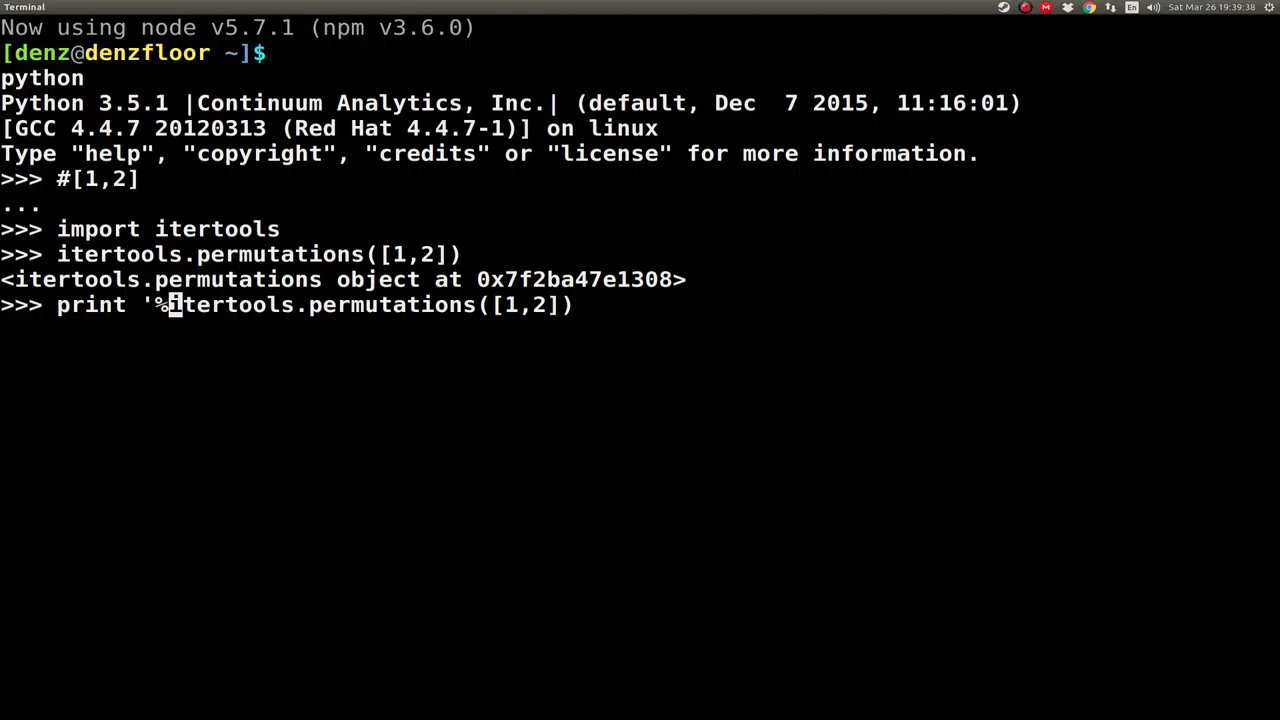 Terminal
En
Sat Mar 26 19:39:38
Now using node v5.7.1 (npm v3.6.0)
[denz@denzfloor ~]$
python
Python 3.5.1 |Continuum Analytics, Inc.| (default, Dec  7 2015, 11:16:01)
[GCC 4.4.7 20120313 (Red Hat 4.4.7-1)] on linux
Type "help", "copyright", "credits" or "license" for more information.
>>> #[1,2]
...
>>> import itertools
>>> itertools.permutations([1,2])
<itertools.permutations object at 0x7f2ba47e1308>
>>> print '%itertools.permutations([1,2])